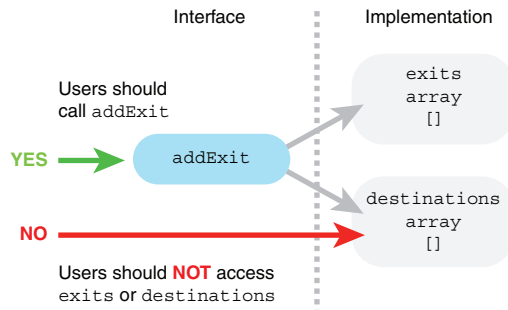 Interface
Implementation
Users should
call addExit
exits
array
[]
YES
addExit
destinations
array
[]
NO
Users should NOT access
exits or destinations